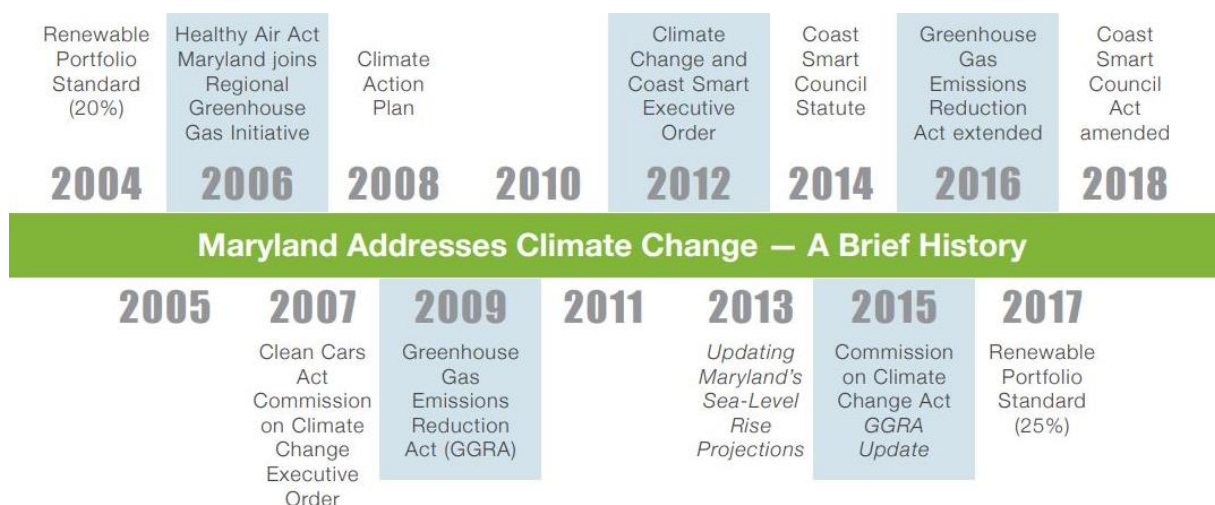 Renewable
Portfolio
Standard
(20%)
2004
Healthy Air Act
Maryland joins
Regional
Greenhouse
Gas Initiative
2006
Climate
Action
Plan
2008
2010
Climate
Change and
Coast Smart
Executive
Order
2012
Coast
Smart
Council
Statute
2014
Greenhouse
Gas
Emissions
Reduction
Act extended
2016
Coast
Smart
Council
Act
amended
2018
Maryland Addresses Climate Change — A Brief History
2005
2007
Clean Cars
Act
Commission
on Climate
Change
Executive
Order
2009
Greenhouse
Gas
Emissions
Reduction
Act (GGRA)
2011
2013
Updating
Maryland's
Sea-Level
Rise
Projections
2015
Commission
on Climate
Change Act
GGRA
Update
2017
Renewable
Portfolio
Standard
(25%)